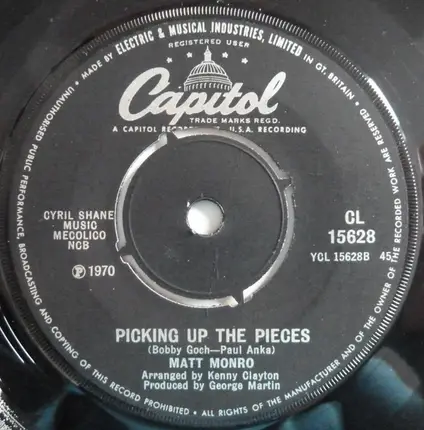 MADE BY ELECTRIC & MUSICAL INDUSTRIES, LIMITED IN GT. BRITAIN •
REGISTERED USER
Capitol
TRADE MARKS REGD.
A CAPITOL U.S.A. RECORDING
CYRIL SHANE
MUSIC
MECOLICO
NCB
℗ 1970
CL
15628
YCL 15628B 45
PICKING UP THE PIECES
(Bobby Goch—Paul Anka)
MATT MONRO
Arranged by Kenny Clayton
Produced by George Martin
UNAUTHORISED PUBLIC PERFORMANCE, BROADCASTING AND COPYING OF THIS RECORD PROHIBITED • ALL RIGHTS OF THE MANUFACTURER AND OF THE OWNER OF THE RECORDED WORK ARE RESERVED